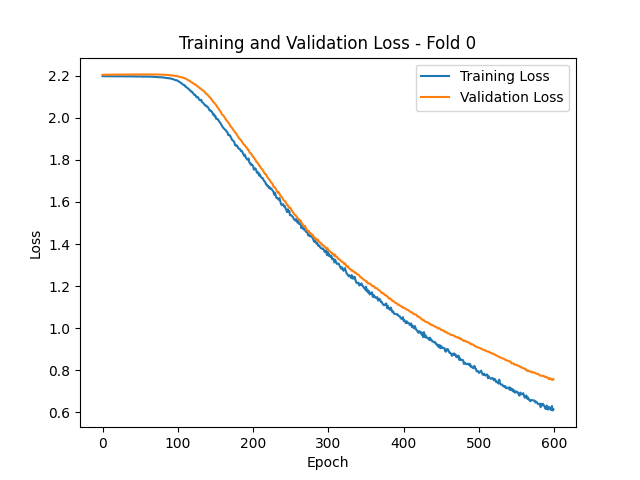 Training and Validation Loss - Fold 0
Training Loss
Validation Loss
Loss
2.2
2.0
1.8
1.6
1.4
1.2
1.0
0.8
0.6
0 100 200 300 400 500 600
Epoch